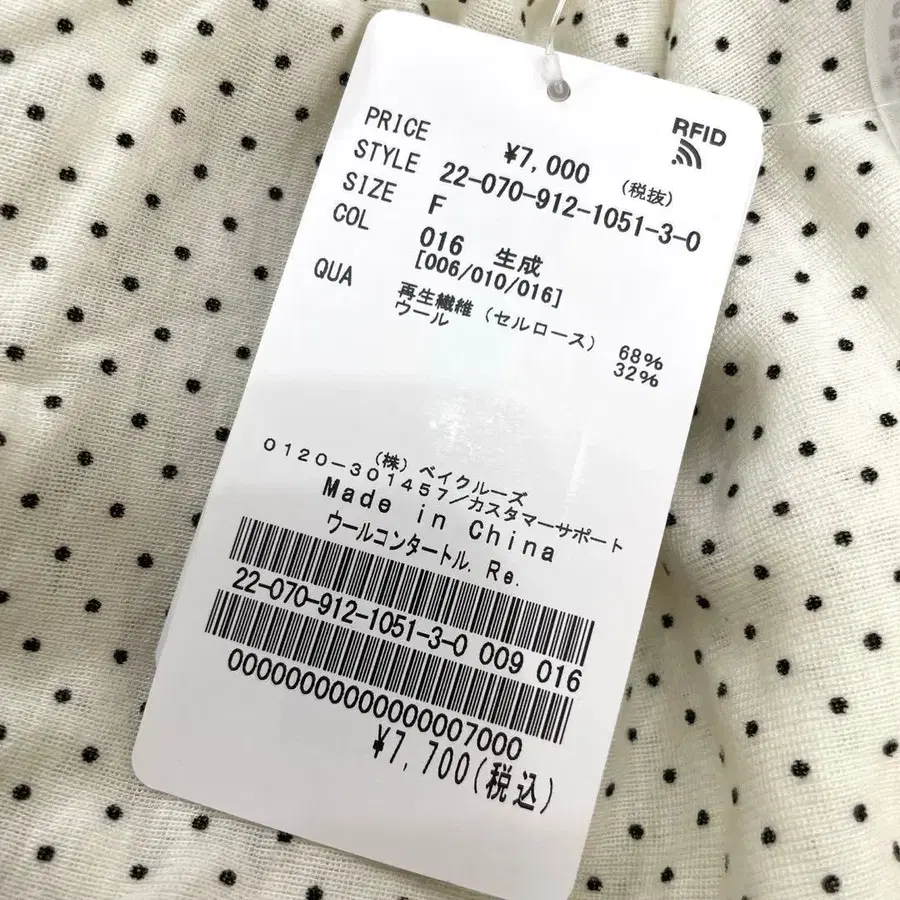 RFID
PRICE ¥7,000 (税抜)
STYLE 22-070-912-1051-3-0
SIZE F
COL 016 生成
[006/010/016]
QUA 再生繊維(セルロース) 68%
ウール 32%
(株)ベイクルーズ
0120-301457/カスタマーサポート
Made in China
ウールコンタートル.Re.
22-070-912-1051-3-0 009 016
00000000000000007000
¥7,700(税込)